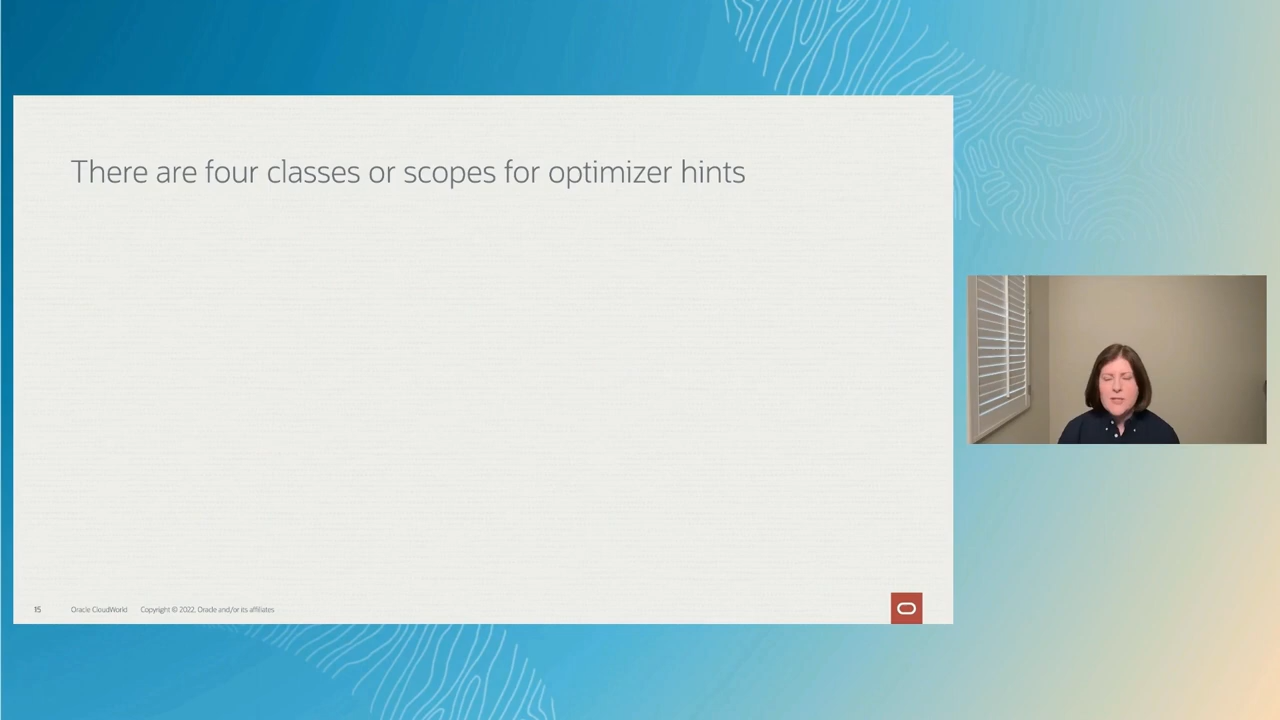 There are four classes or scopes for optimizer hints
15 Oracle CloudWorld Copyright © 2022, Oracle and/or its affiliates